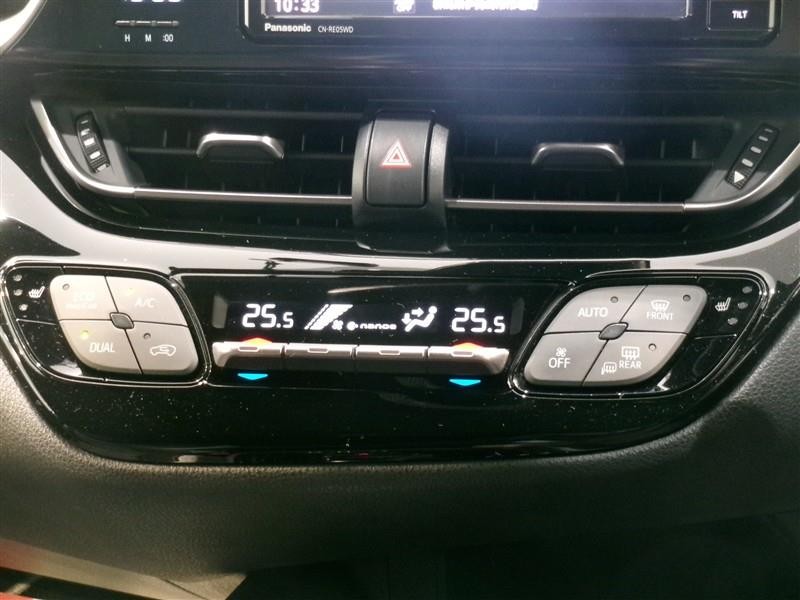 10:33
TILT
H M :00
Panasonic CN-RE05WD
25.5 nanoe 25.5
ECO
A/C
DUAL
AUTO
FRONT
OFF
REAR